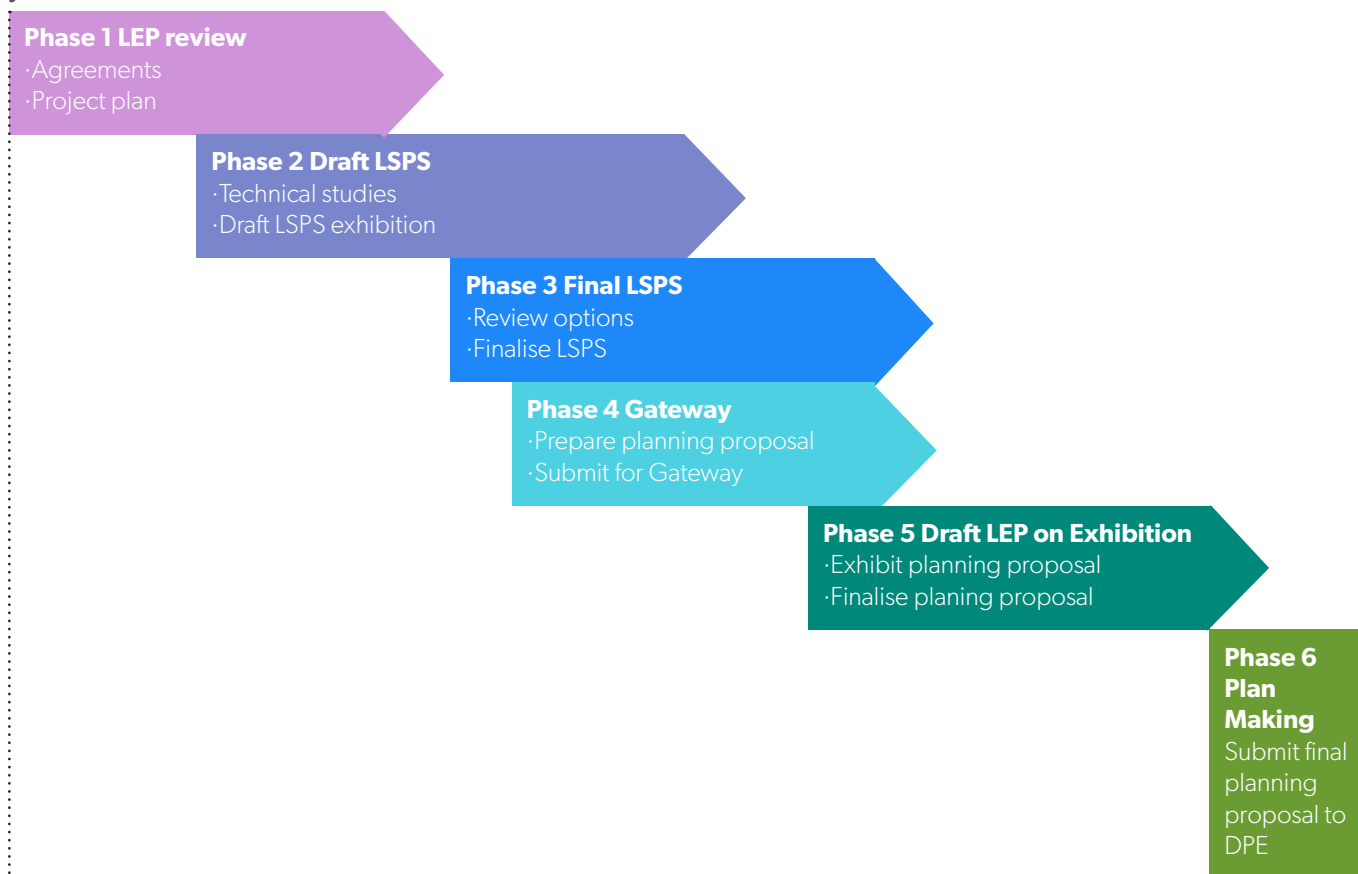 Phase 1 LEP review
·Agreements
·Project plan
Phase 2 Draft LSPS
·Technical studies
·Draft LSPS exhibition
Phase 3 Final LSPS
·Review options
·Finalise LSPS
Phase 4 Gateway
·Prepare planning proposal
·Submit for Gateway
Phase 5 Draft LEP on Exhibition
·Exhibit planning proposal
·Finalise planing proposal
Phase 6
Plan
Making
Submit final
planning
proposal to
DPE